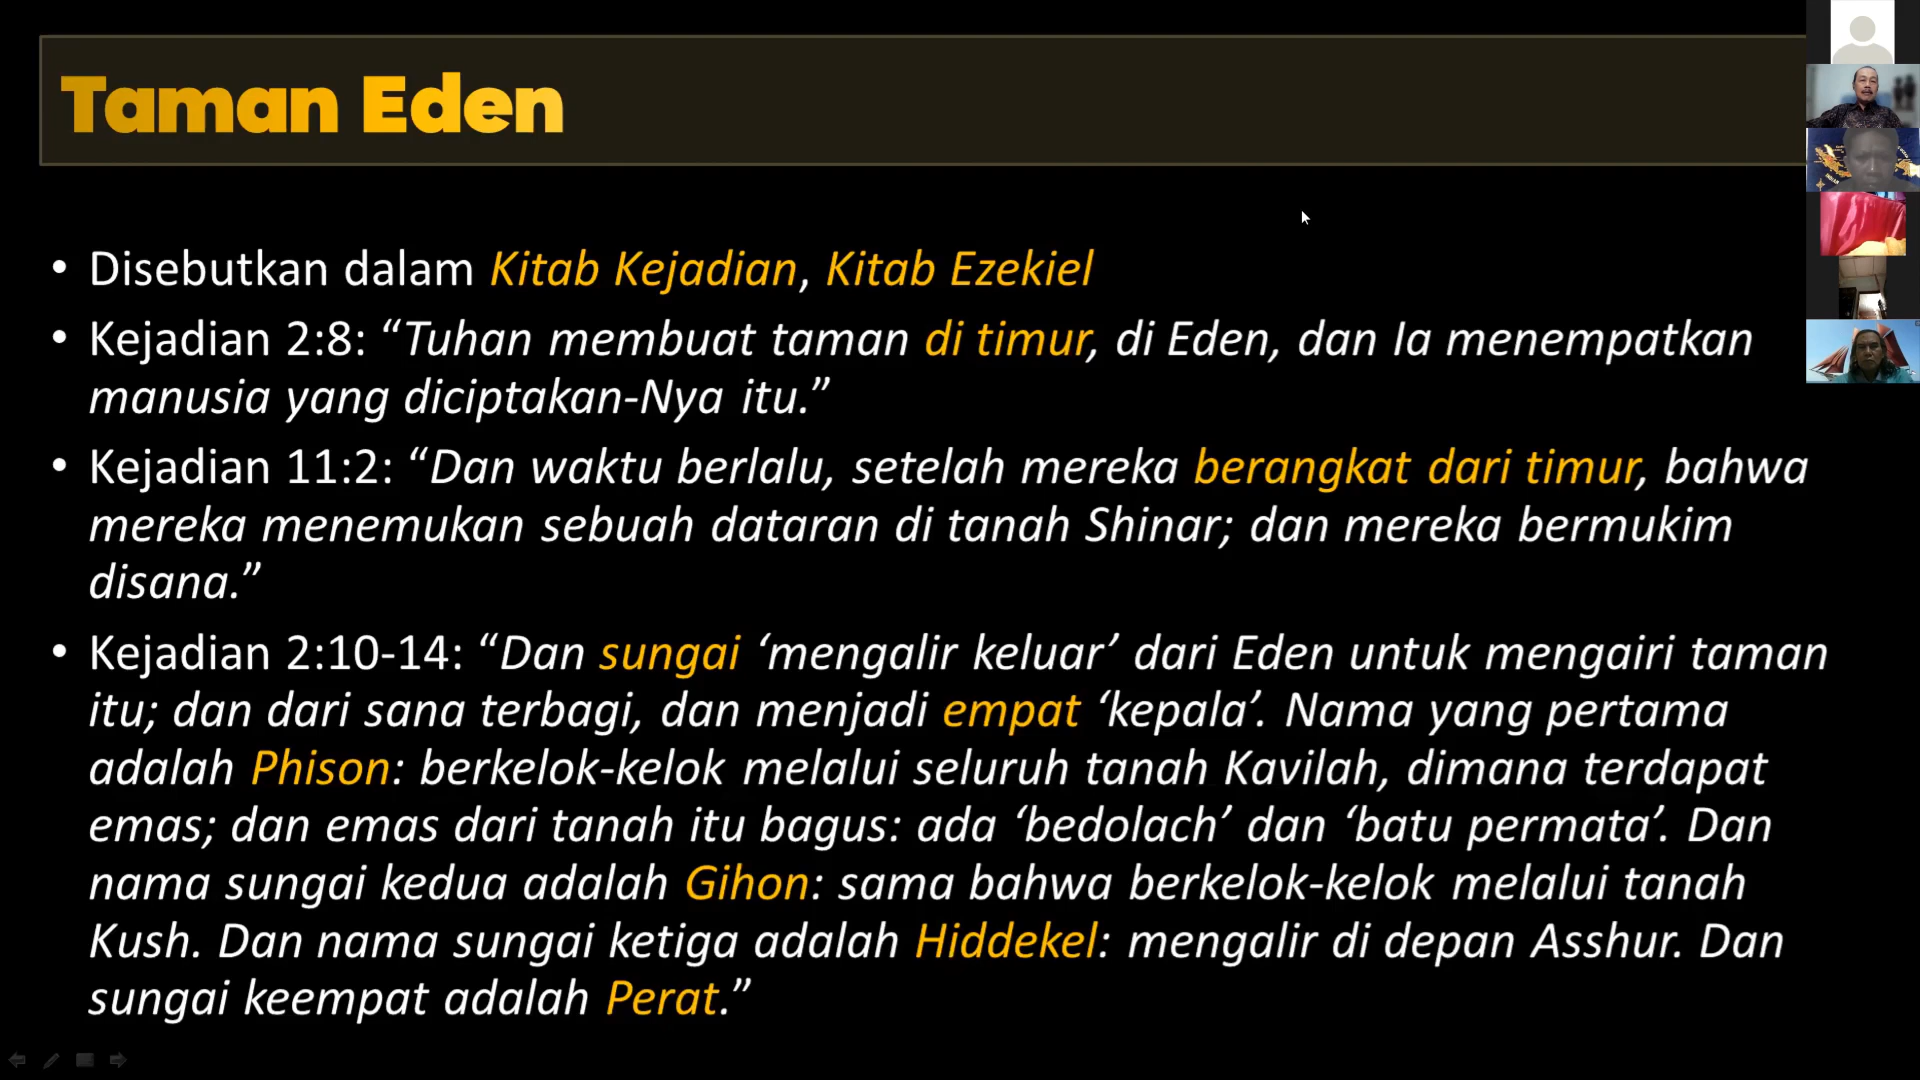 Taman Eden
• Disebutkan dalam Kitab Kejadian, Kitab Ezekiel
• Kejadian 2:8: “Tuhan membuat taman di timur, di Eden, dan Ia menempatkan
manusia yang diciptakan-Nya itu.”
• Kejadian 11:2: “Dan waktu berlalu, setelah mereka berangkat dari timur, bahwa
mereka menemukan sebuah dataran di tanah Shinar; dan mereka bermukim
disana.”
• Kejadian 2:10-14: “Dan sungai ‘mengalir keluar’ dari Eden untuk mengairi taman
itu; dan dari sana terbagi, dan menjadi empat ‘kepala’. Nama yang pertama
adalah Phison: berkelok-kelok melalui seluruh tanah Kavilah, dimana terdapat
emas; dan emas dari tanah itu bagus: ada ‘bedolach’ dan ‘batu permata’. Dan
nama sungai kedua adalah Gihon: sama bahwa berkelok-kelok melalui tanah
Kush. Dan nama sungai ketiga adalah Hiddekel: mengalir di depan Asshur. Dan
sungai keempat adalah Perat.”